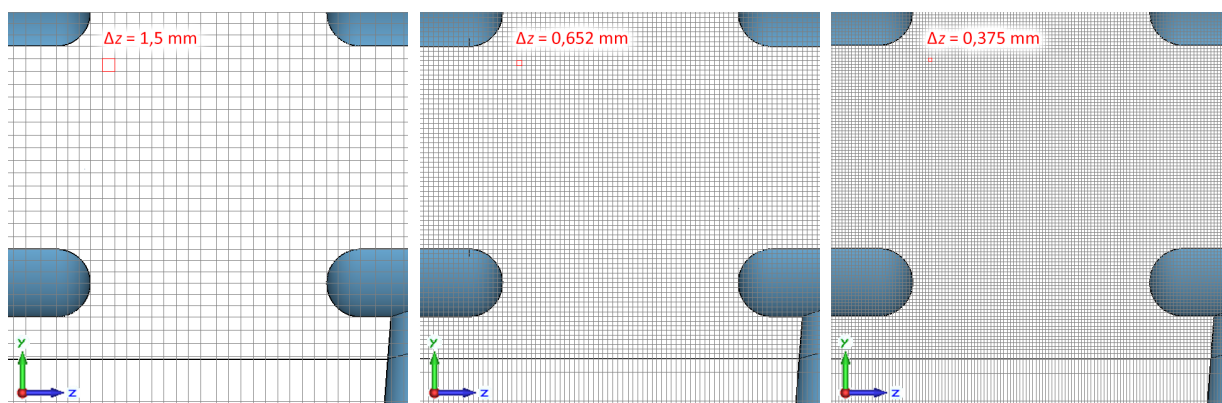 Δz = 1,5 mm
Δz = 0,652 mm
Δz = 0,375 mm
Y
Z
Y
Z
Y
Z